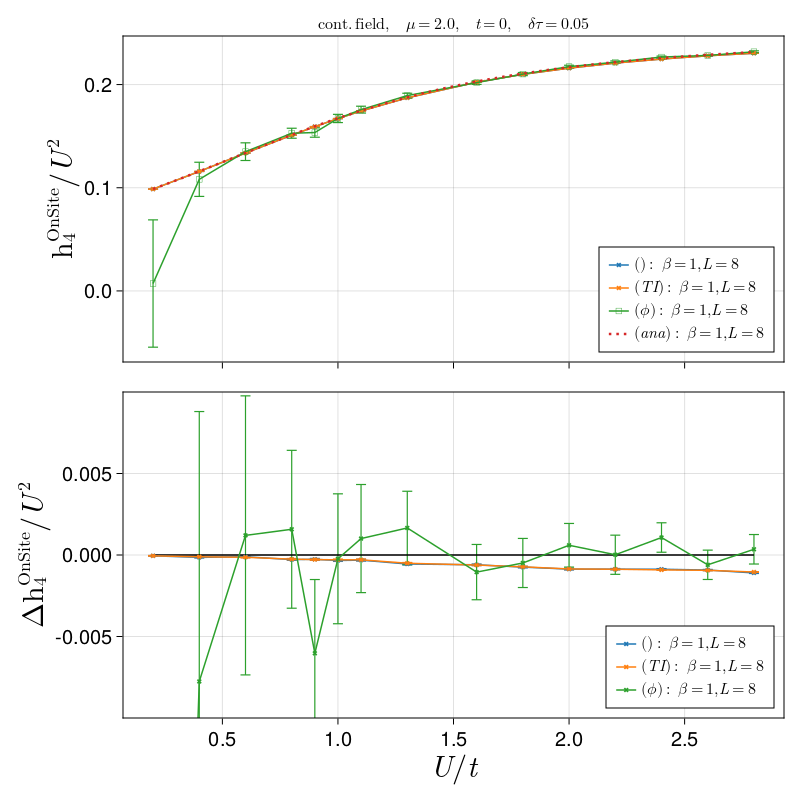 cont. field, μ = 2.0, t = 0, δτ = 0.05
h₄^OnSite / U²
0.2
0.1
0.0
( ) : β = 1, L = 8
(TI) : β = 1, L = 8
(ϕ) : β = 1, L = 8
(ana) : β = 1, L = 8
Δh₄^OnSite / U²
0.005
0.000
-0.005
( ) : β = 1, L = 8
(TI) : β = 1, L = 8
(ϕ) : β = 1, L = 8
0.5 1.0 1.5 2.0 2.5
U/t